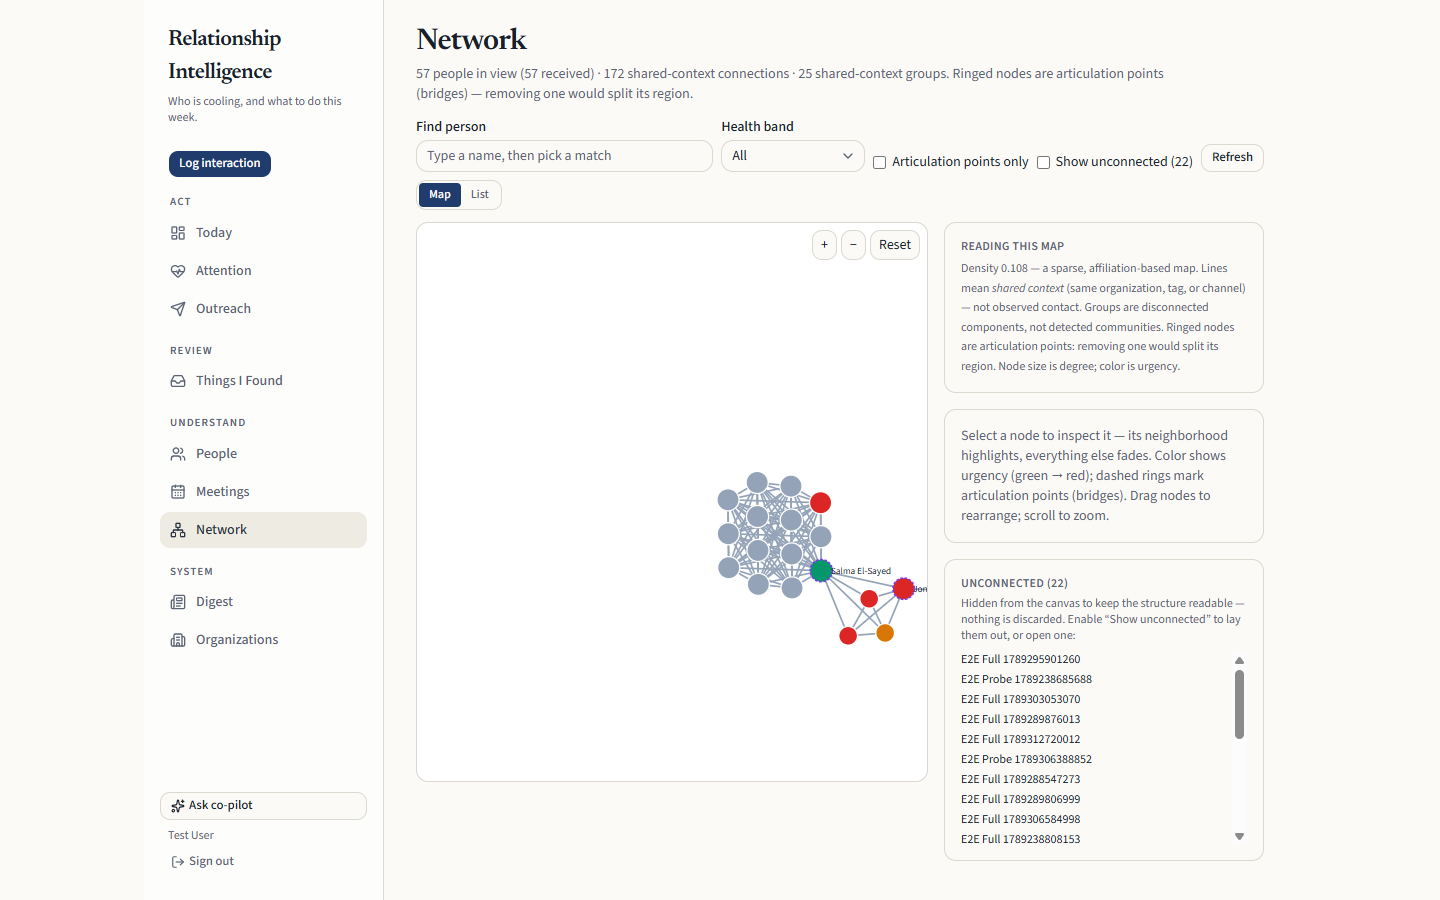 Relationship
Intelligence
Who is cooling, and what to do this
week.
Log interaction
ACT
Today
Attention
Outreach
REVIEW
Things I Found
UNDERSTAND
People
Meetings
Network
SYSTEM
Digest
Organizations
Ask co-pilot
Test User
Sign out
Network
57 people in view (57 received) · 172 shared-context connections · 25 shared-context groups. Ringed nodes are articulation points
(bridges) — removing one would split its region.
Find person
Type a name, then pick a match
Health band
All
Articulation points only
Show unconnected (22)
Refresh
Map
List
+
−
Reset
Salma El-Sayed
READING THIS MAP
Density 0.108 — a sparse, affiliation-based map. Lines
mean shared context (same organization, tag, or channel)
— not observed contact. Groups are disconnected
components, not detected communities. Ringed nodes
are articulation points: removing one would split its
region. Node size is degree; color is urgency.
Select a node to inspect it — its neighborhood
highlights, everything else fades. Color shows
urgency (green → red); dashed rings mark
articulation points (bridges). Drag nodes to
rearrange; scroll to zoom.
UNCONNECTED (22)
Hidden from the canvas to keep the structure readable —
nothing is discarded. Enable “Show unconnected” to lay
them out, or open one:
E2E Full 1789295901260
E2E Probe 1789238685688
E2E Full 1789303053070
E2E Full 1789289876013
E2E Full 1789312720012
E2E Probe 1789306388852
E2E Full 1789288547273
E2E Full 1789289806999
E2E Full 1789306584998
E2E Full 1789238808153